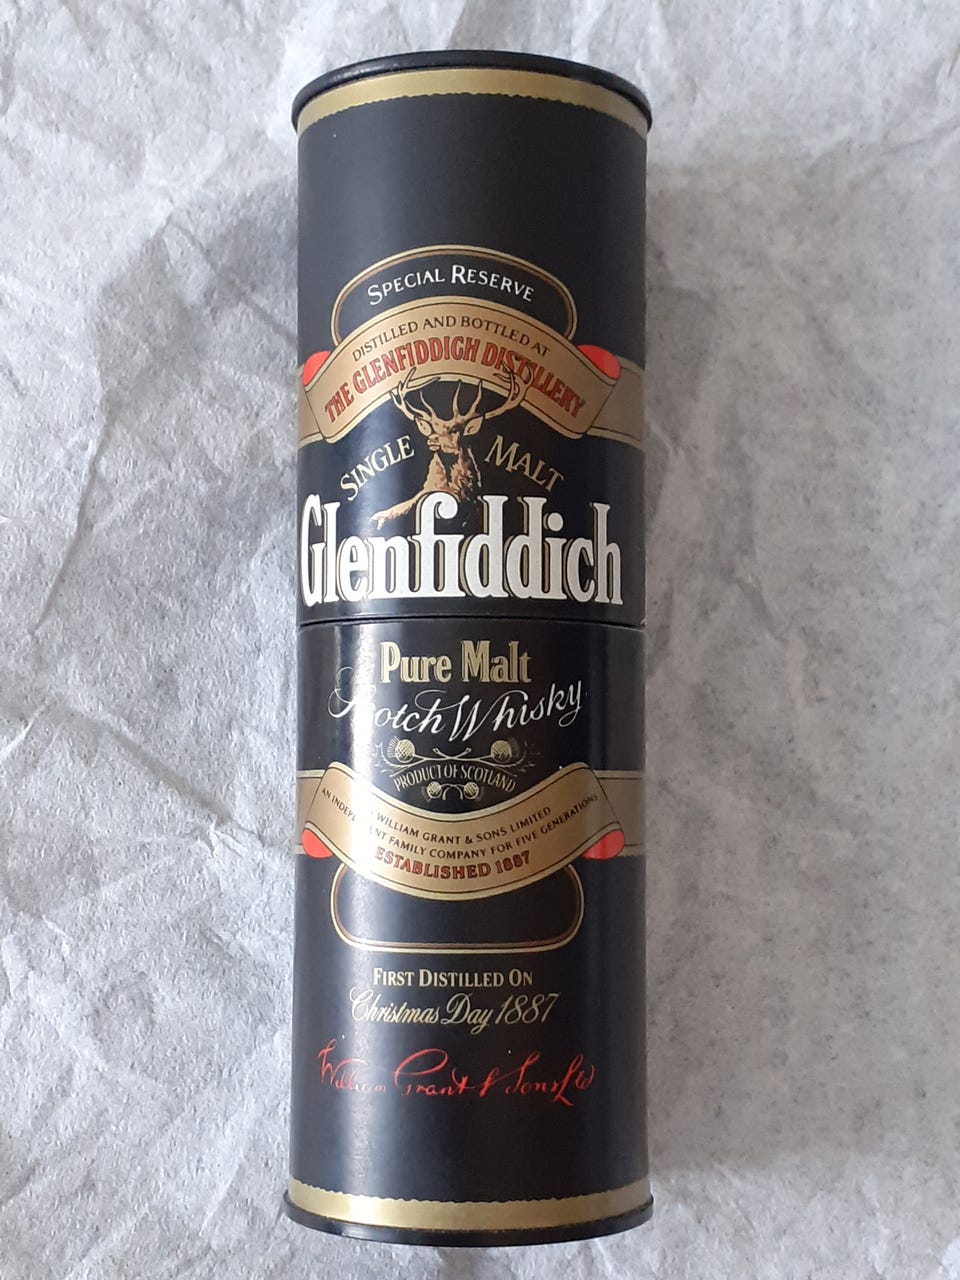 SPECIAL RESERVE
DISTILLED AND BOTTLED AT
THE GLENFIDDICH DISTILLERY
SINGLE MALT
Glenfiddich
Pure Malt
Scotch Whisky
PRODUCT OF SCOTLAND
WILLIAM GRANT & SONS LIMITED
AN INDEPENDANT FAMILY COMPANY FOR FIVE GENERATIONS
ESTABLISHED 1887
FIRST DISTILLED ON
Christmas Day 1887
William Grant & Sons Ltd